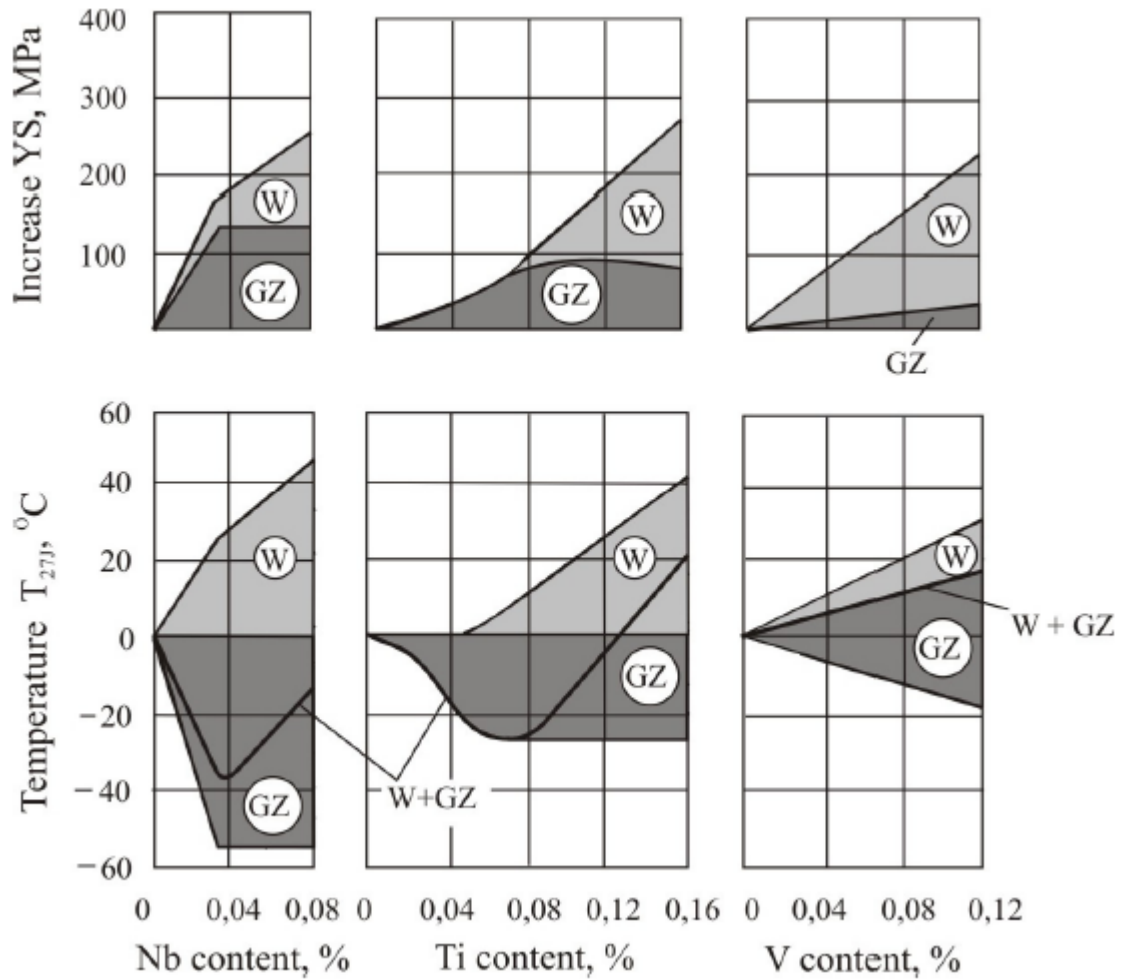 Increase YS, MPa
400
300
200
100
W
GZ
W
GZ
W
GZ
Temperature T27J, °C
60
40
20
0
−20
−40
−60
W
GZ
W
GZ
W+GZ
W
GZ
W + GZ
0 0,04 0,08
0 0,04 0,08 0,12 0,16
0,04 0,08 0,12
Nb content, %
Ti content, %
V content, %